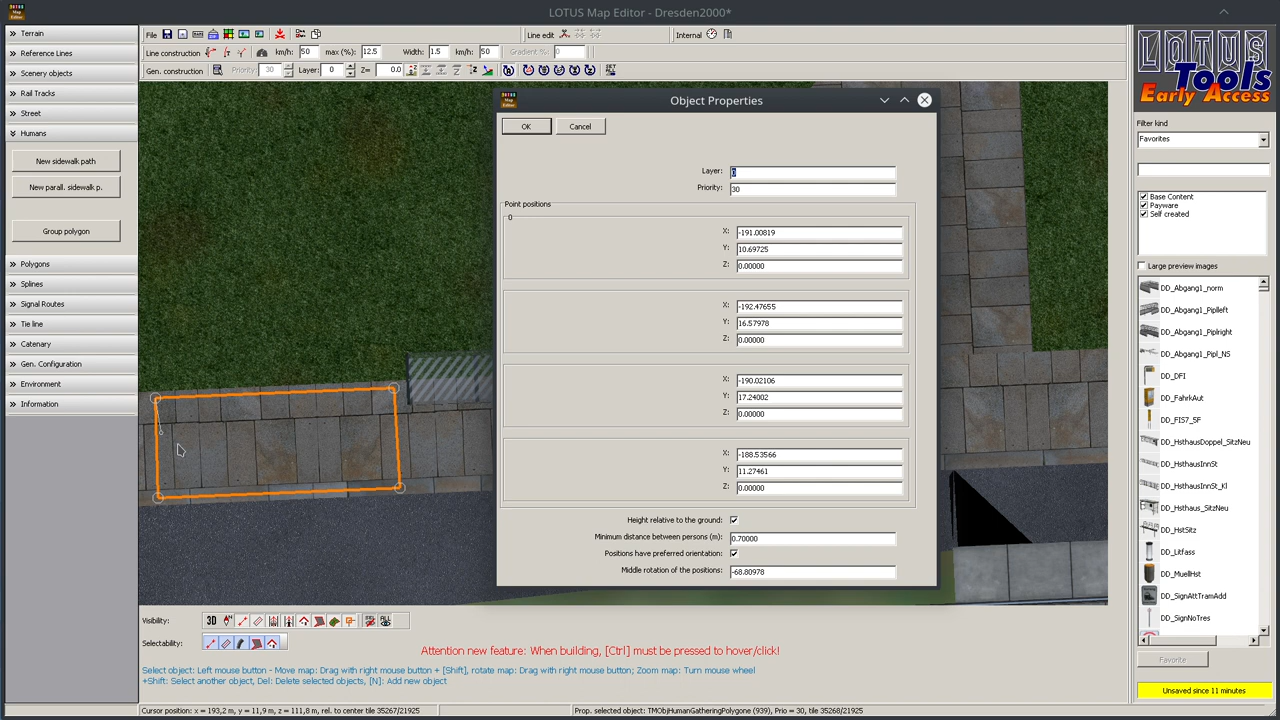 LOTUS Map Editor - Dresden2000*
File
Line edit
Internal
Line construction
km/h: 50
max (%): 12.5
Width: 1.5
km/h: 50
Gradient % 0
Gen. construction
Priority: 30
Layer: 0
Z= 0.0
Terrain
Reference Lines
Scenery objects
Rail Tracks
Street
Humans
New sidewalk path
New parall. sidewalk p.
Group polygon
Polygons
Splines
Signal Routes
Tie line
Catenary
Gen. Configuration
Environment
Information
Object Properties
OK
Cancel
Layer: 0
Priority: 30
Point positions
0
X: -191.00819
Y: 10.69725
Z: 0.00000
X: -192.47655
Y: 16.57978
Z: 0.00000
X: -190.02106
Y: 17.24002
Z: 0.00000
X: -188.53566
Y: 11.27461
Z: 0.00000
Height relative to the ground:
Minimum distance between persons (m): 0.70000
Positions have preferred orientation:
Middle rotation of the positions: -68.80978
LOTUS
Tools
Early Access
Filter kind
Favorites
Base Content
Payware
Self created
Large preview images
DD_Abgang1_norm
DD_Abgang1_Piplleft
DD_Abgang1_Piplright
DD_Abgang1_Pipl_NS
DD_DFI
DD_FahrkAut
DD_FIS7_5F
DD_HsthausDoppel_SitzNeu
DD_HsthausInnSt
DD_HsthausInnSt_Kl
DD_Hsthaus_SitzNeu
DD_HstSitz
DD_Litfass
DD_MuellHst
DD_SignAttTramAdd
DD_SignNoTres
Favorite
Unsaved since 11 minutes
Visibility:
3D
ALL
Selectability:
Attention new feature: When building, [Ctrl] must be pressed to hover/click!
Select object: Left mouse button - Move map: Drag with right mouse button + [Shift], rotate map: Drag with right mouse button; Zoom map: Turn mouse wheel
+Shift: Select another object, Del: Delete selected objects, [N]: Add new object
Cursor position: x = 193,2 m, y = 11,9 m, z = 111,8 m, rel. to center tile 35267/21925
Prop. selected object: TMObjHumanGatheringPolygone (939), Prio = 30, tile 35268/21925